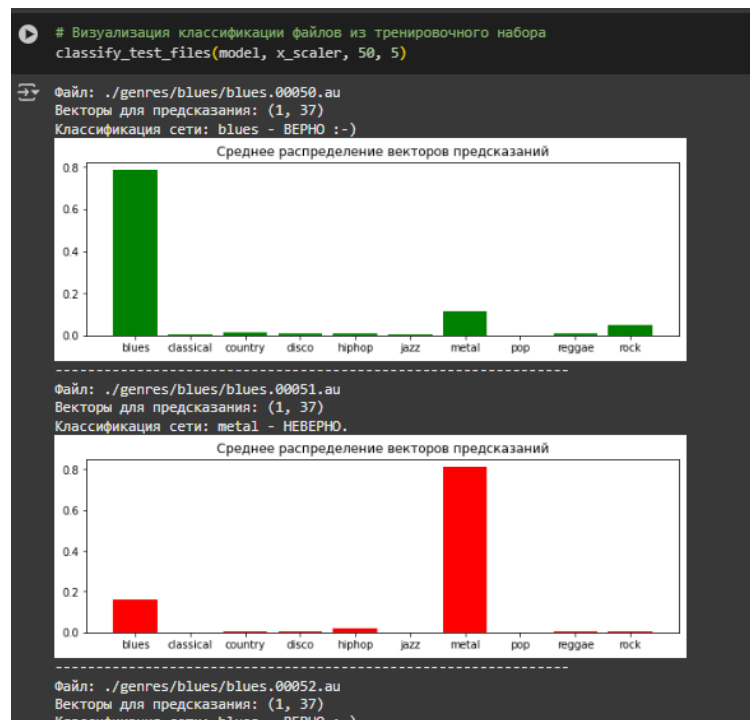 # Визуализация классификации файлов из тренировочного набора
classify_test_files(model, x_scaler, 50, 5)
Файл: ./genres/blues/blues.00050.au
Векторы для предсказания: (1, 37)
Классификация сети: blues - ВЕРНО :-)
Среднее распределение векторов предсказаний
0.8
0.6
0.4
0.2
0.0
blues classical country disco hiphop jazz metal pop reggae rock
----------------------------------------------------------------
Файл: ./genres/blues/blues.00051.au
Векторы для предсказания: (1, 37)
Классификация сети: metal - НЕВЕРНО.
Среднее распределение векторов предсказаний
0.8
0.6
0.4
0.2
0.0
blues classical country disco hiphop jazz metal pop reggae rock
----------------------------------------------------------------
Файл: ./genres/blues/blues.00052.au
Векторы для предсказания: (1, 37)
Классификация сети: blues - ВЕРНО :-)